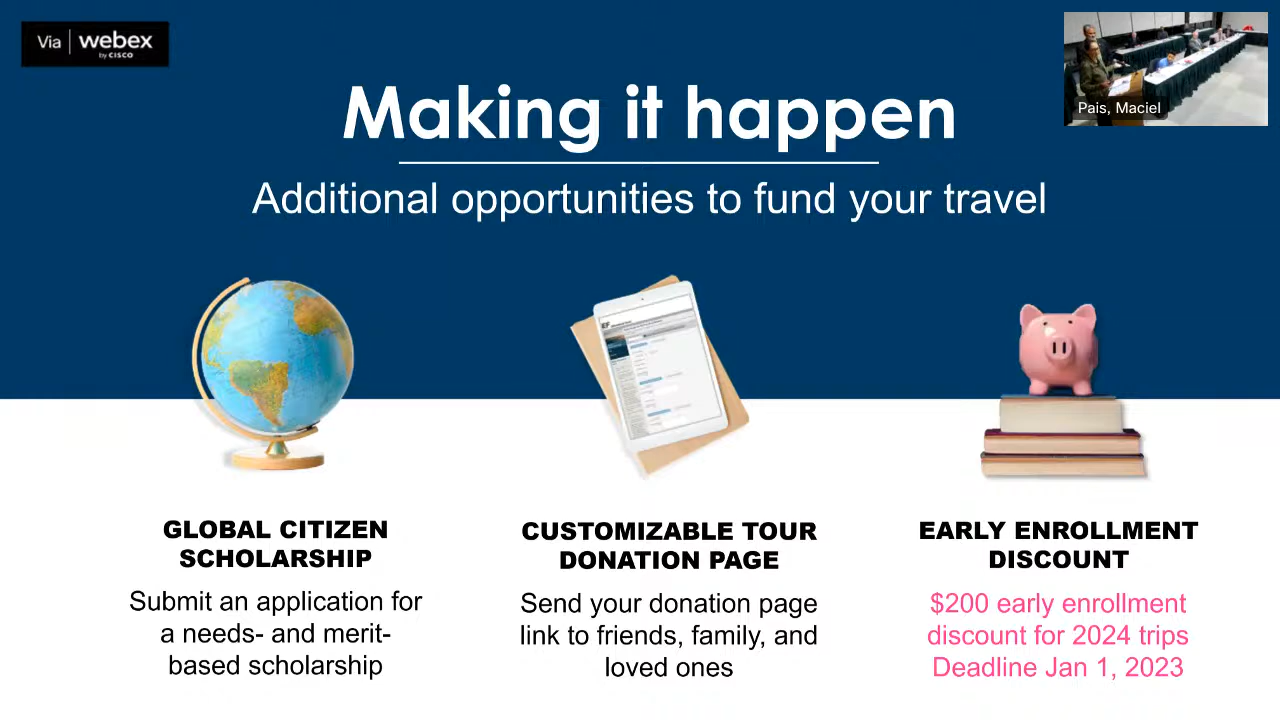 Via webex
by CISCO
Pais, Maciel
Making it happen
Additional opportunities to fund your travel
EF
GLOBAL CITIZEN
SCHOLARSHIP
Submit an application for
a needs- and merit-
based scholarship
CUSTOMIZABLE TOUR
DONATION PAGE
Send your donation page
link to friends, family, and
loved ones
EARLY ENROLLMENT
DISCOUNT
$200 early enrollment
discount for 2024 trips
Deadline Jan 1, 2023